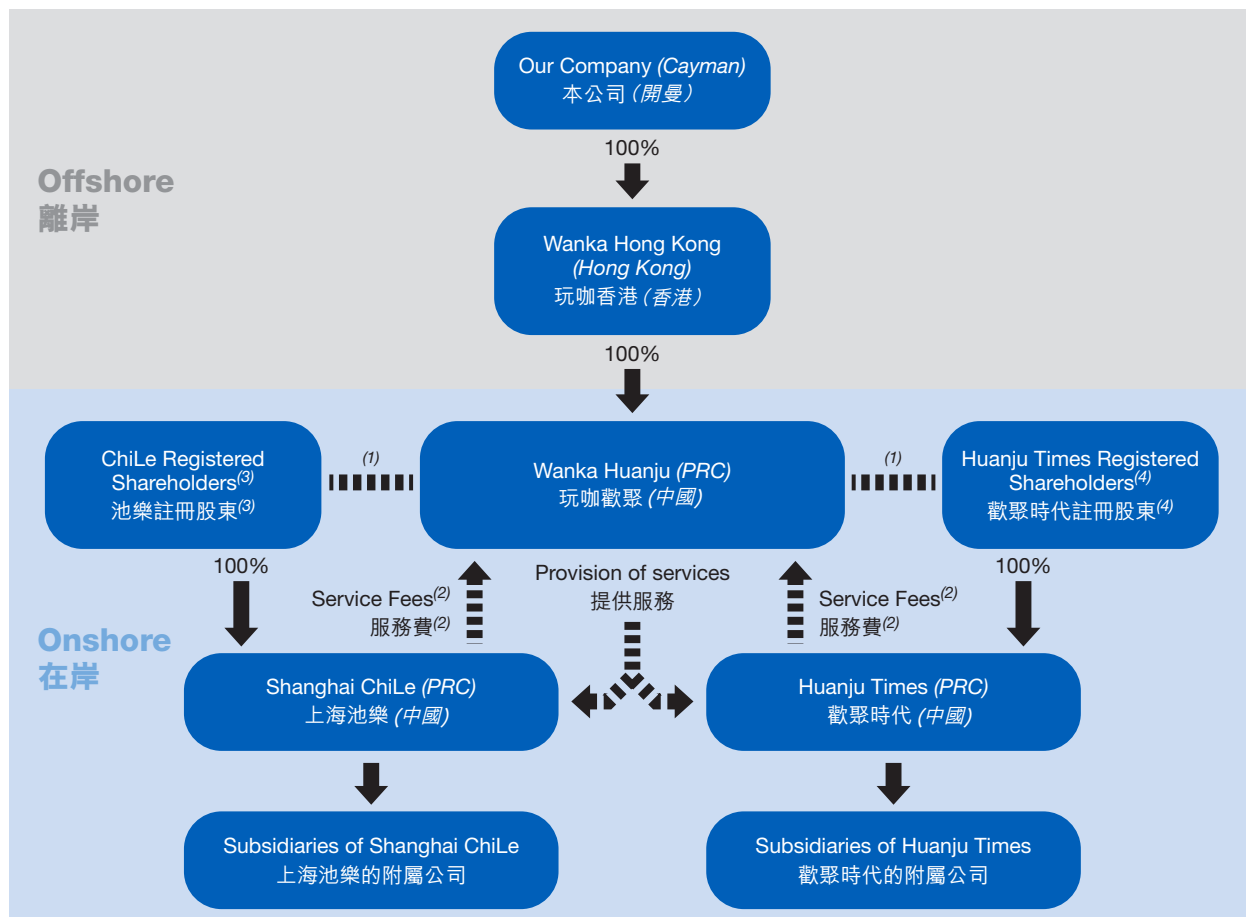 Our Company (Cayman)
本公司（開曼）
100%
Offshore
離岸
Wanka Hong Kong
(Hong Kong)
玩咖香港（香港）
100%
ChiLe Registered
Shareholders(3)
池樂註冊股東(3)
(1)
Wanka Huanju (PRC)
玩咖歡聚（中國）
(1)
Huanju Times Registered
Shareholders(4)
歡聚時代註冊股東(4)
100%
Service Fees(2)
服務費(2)
Provision of services
提供服務
Service Fees(2)
服務費(2)
100%
Onshore
在岸
Shanghai ChiLe (PRC)
上海池樂（中國）
Huanju Times (PRC)
歡聚時代（中國）
Subsidiaries of Shanghai ChiLe
上海池樂的附屬公司
Subsidiaries of Huanju Times
歡聚時代的附屬公司